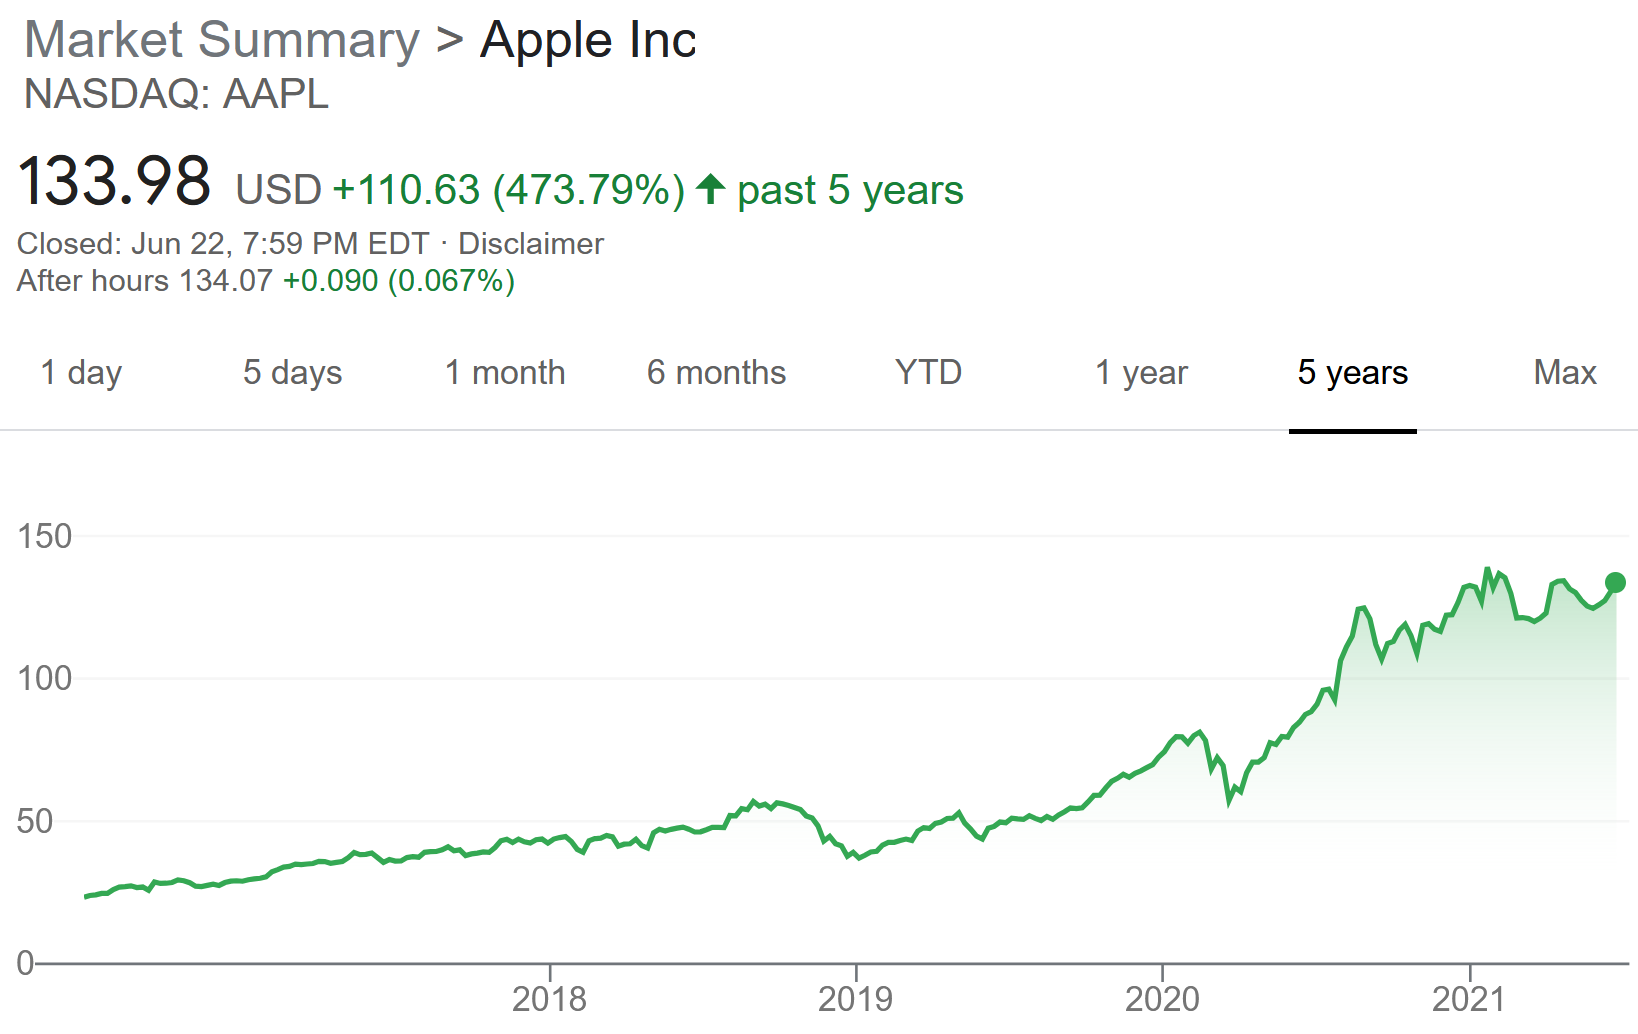 Market Summary > Apple Inc
NASDAQ: AAPL
133.98 USD +110.63 (473.79%) ↑ past 5 years
Closed: Jun 22, 7:59 PM EDT · Disclaimer
After hours 134.07 +0.090 (0.067%)
1 day 5 days 1 month 6 months YTD 1 year 5 years Max
150
100
50
0
2018 2019 2020 2021